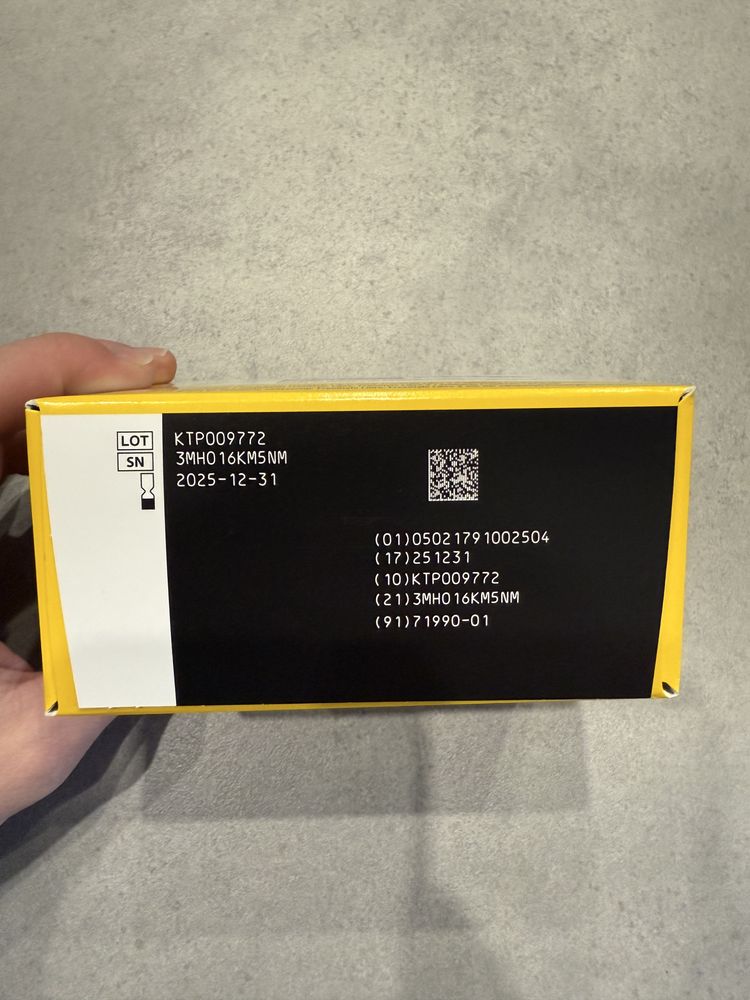 LOT KTP009772
SN 3MH016KM5NM
2025-12-31
(01)05021791002504
(17)251231
(10)KTP009772
(21)3MH016KM5NM
(91)71990-01